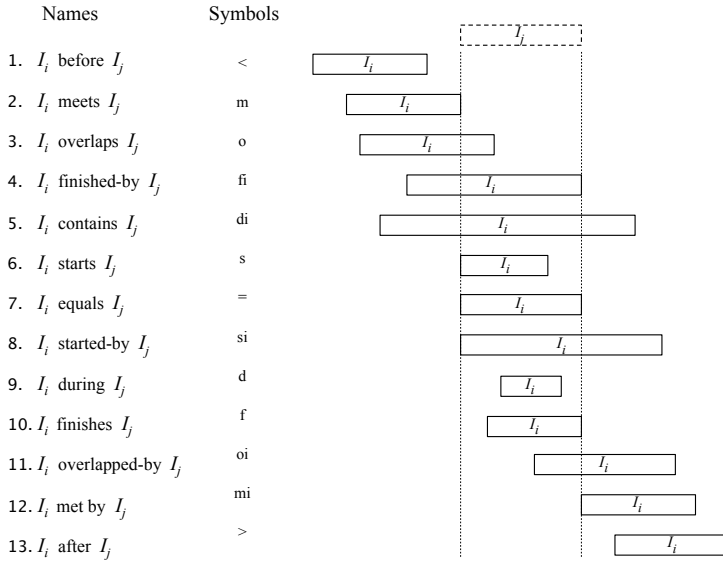 Names Symbols
I_j
1. I_i before I_j < I_i
2. I_i meets I_j m I_i
3. I_i overlaps I_j o I_i
4. I_i finished-by I_j fi I_i
5. I_i contains I_j di I_i
6. I_i starts I_j s I_i
7. I_i equals I_j = I_i
8. I_i started-by I_j si I_i
9. I_i during I_j d I_i
10. I_i finishes I_j f I_i
11. I_i overlapped-by I_j oi I_i
12. I_i met by I_j mi I_i
13. I_i after I_j > I_i